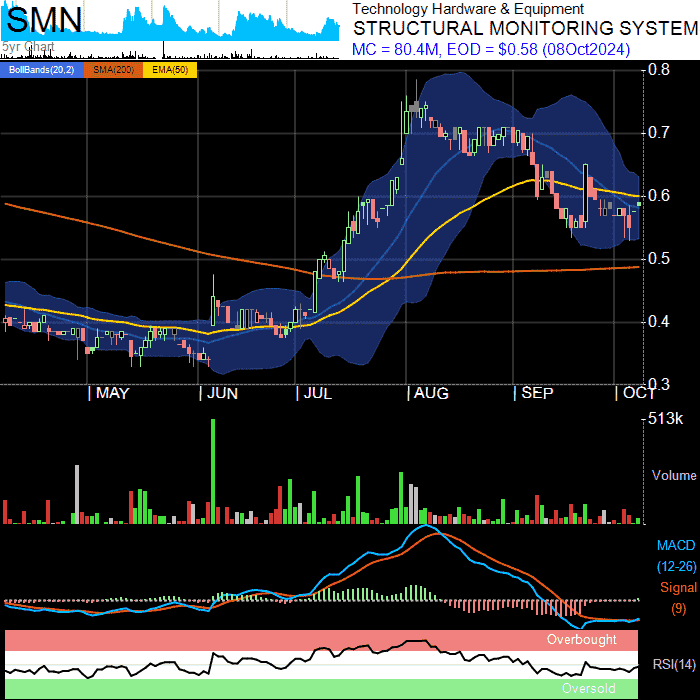 SMN
5yr Chart
Technology Hardware & Equipment
STRUCTURAL MONITORING SYSTEM
MC = 80.4M, EOD = $0.58 (08Oct2024)
BollBands(20,2) SMA(200) EMA(50)
0.8
0.7
0.6
0.5
0.4
0.3
MAY JUN JUL AUG SEP OCT
513k
Volume
MACD
(12-26)
Signal
(9)
Overbought
RSI(14)
Oversold